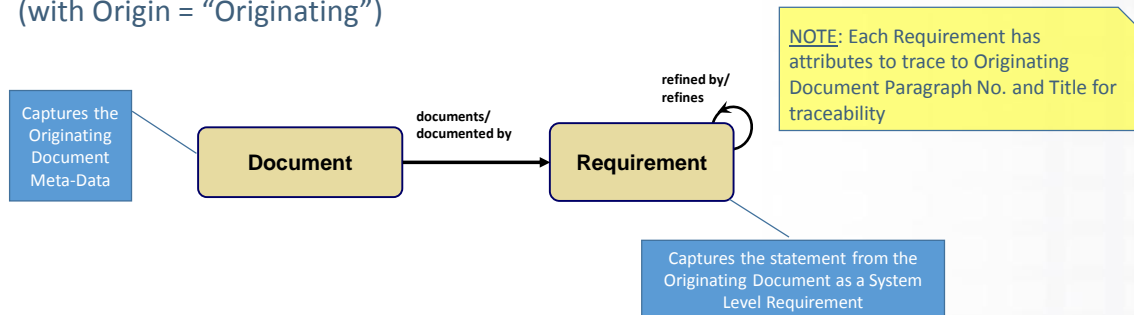 (with Origin = “Originating”)
NOTE: Each Requirement has
attributes to trace to Originating
Document Paragraph No. and Title for
traceability
refined by/
refines
Captures the
Originating
Document
Meta-Data
documents/
documented by
Document
Requirement
Captures the statement from the
Originating Document as a System
Level Requirement